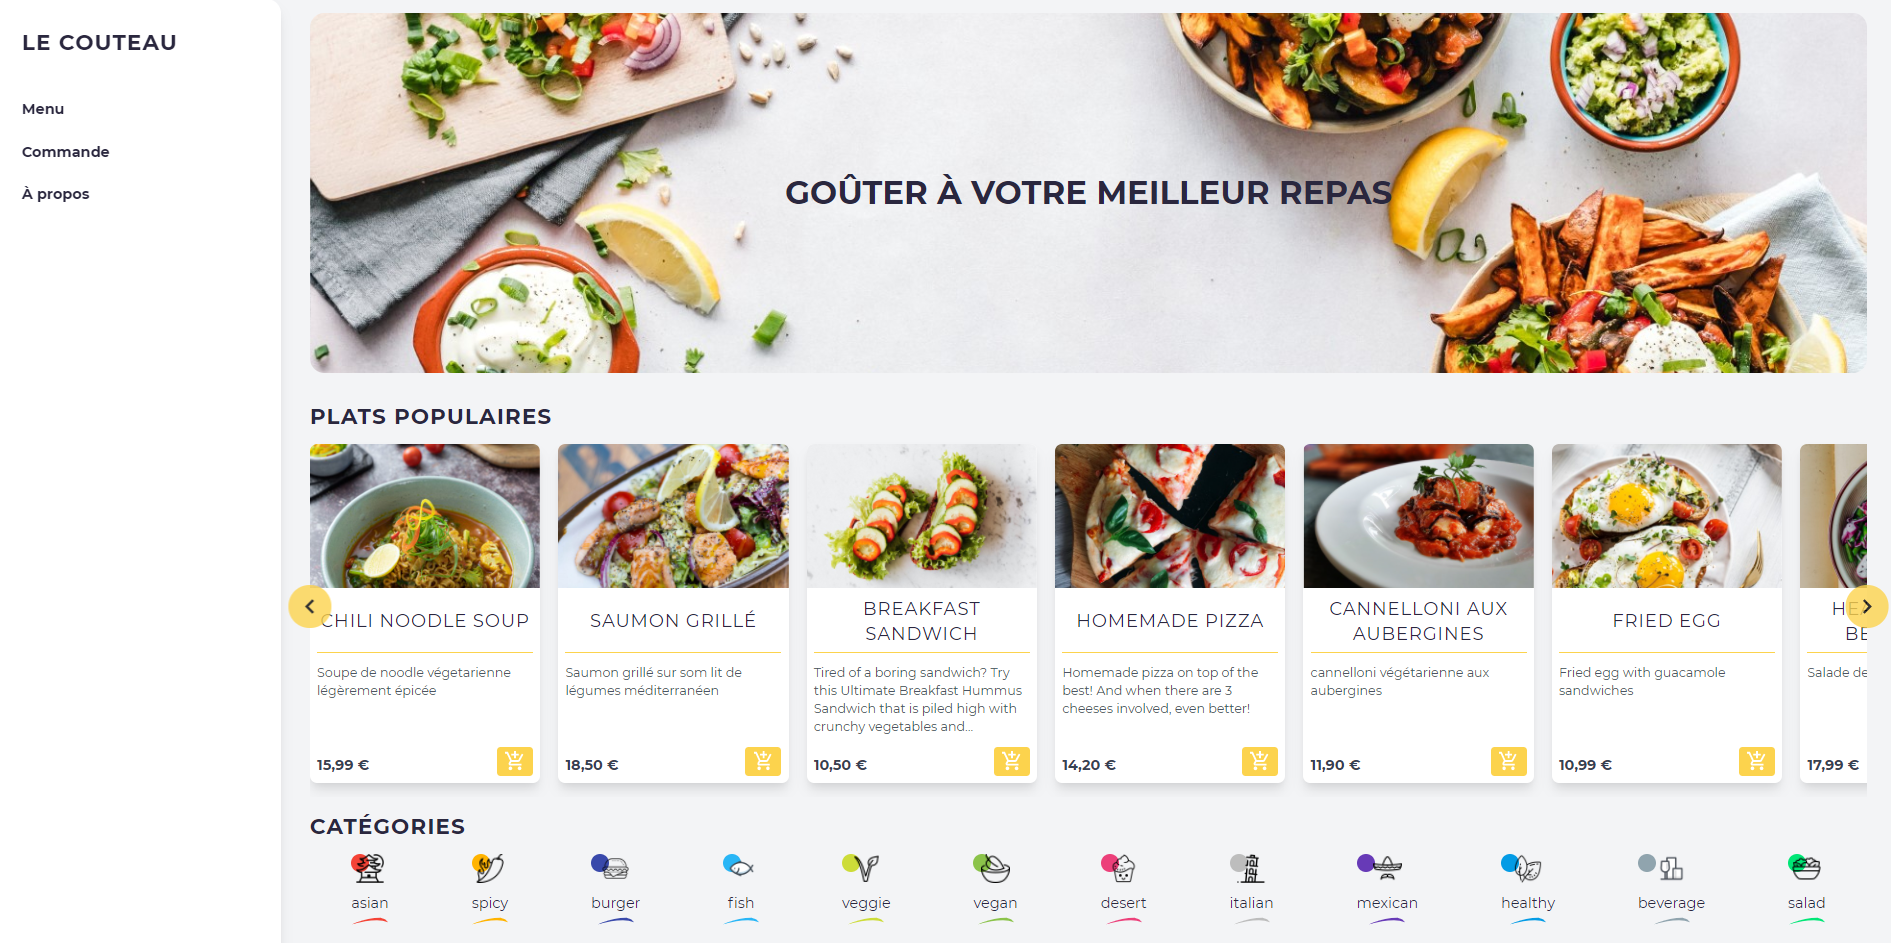 LE COUTEAU
Menu
Commande
À propos
GOÛTER À VOTRE MEILLEUR REPAS
PLATS POPULAIRES
CHILI NOODLE SOUP
Soupe de noodle végetarienne
légèrement épicée
15,99 €
SAUMON GRILLÉ
Saumon grillé sur som lit de
légumes méditerranéen
18,50 €
BREAKFAST
SANDWICH
Tired of a boring sandwich? Try
this Ultimate Breakfast Hummus
Sandwich that is piled high with
crunchy vegetables and...
10,50 €
HOMEMADE PIZZA
Homemade pizza on top of the
best! And when there are 3
cheeses involved, even better!
14,20 €
CANNELLONI AUX
AUBERGINES
cannelloni végétarienne aux
aubergines
11,90 €
FRIED EGG
Fried egg with guacamole
sandwiches
10,99 €
Salade de
17,99 €
CATÉGORIES
asian
spicy
burger
fish
veggie
vegan
desert
italian
mexican
healthy
beverage
salad